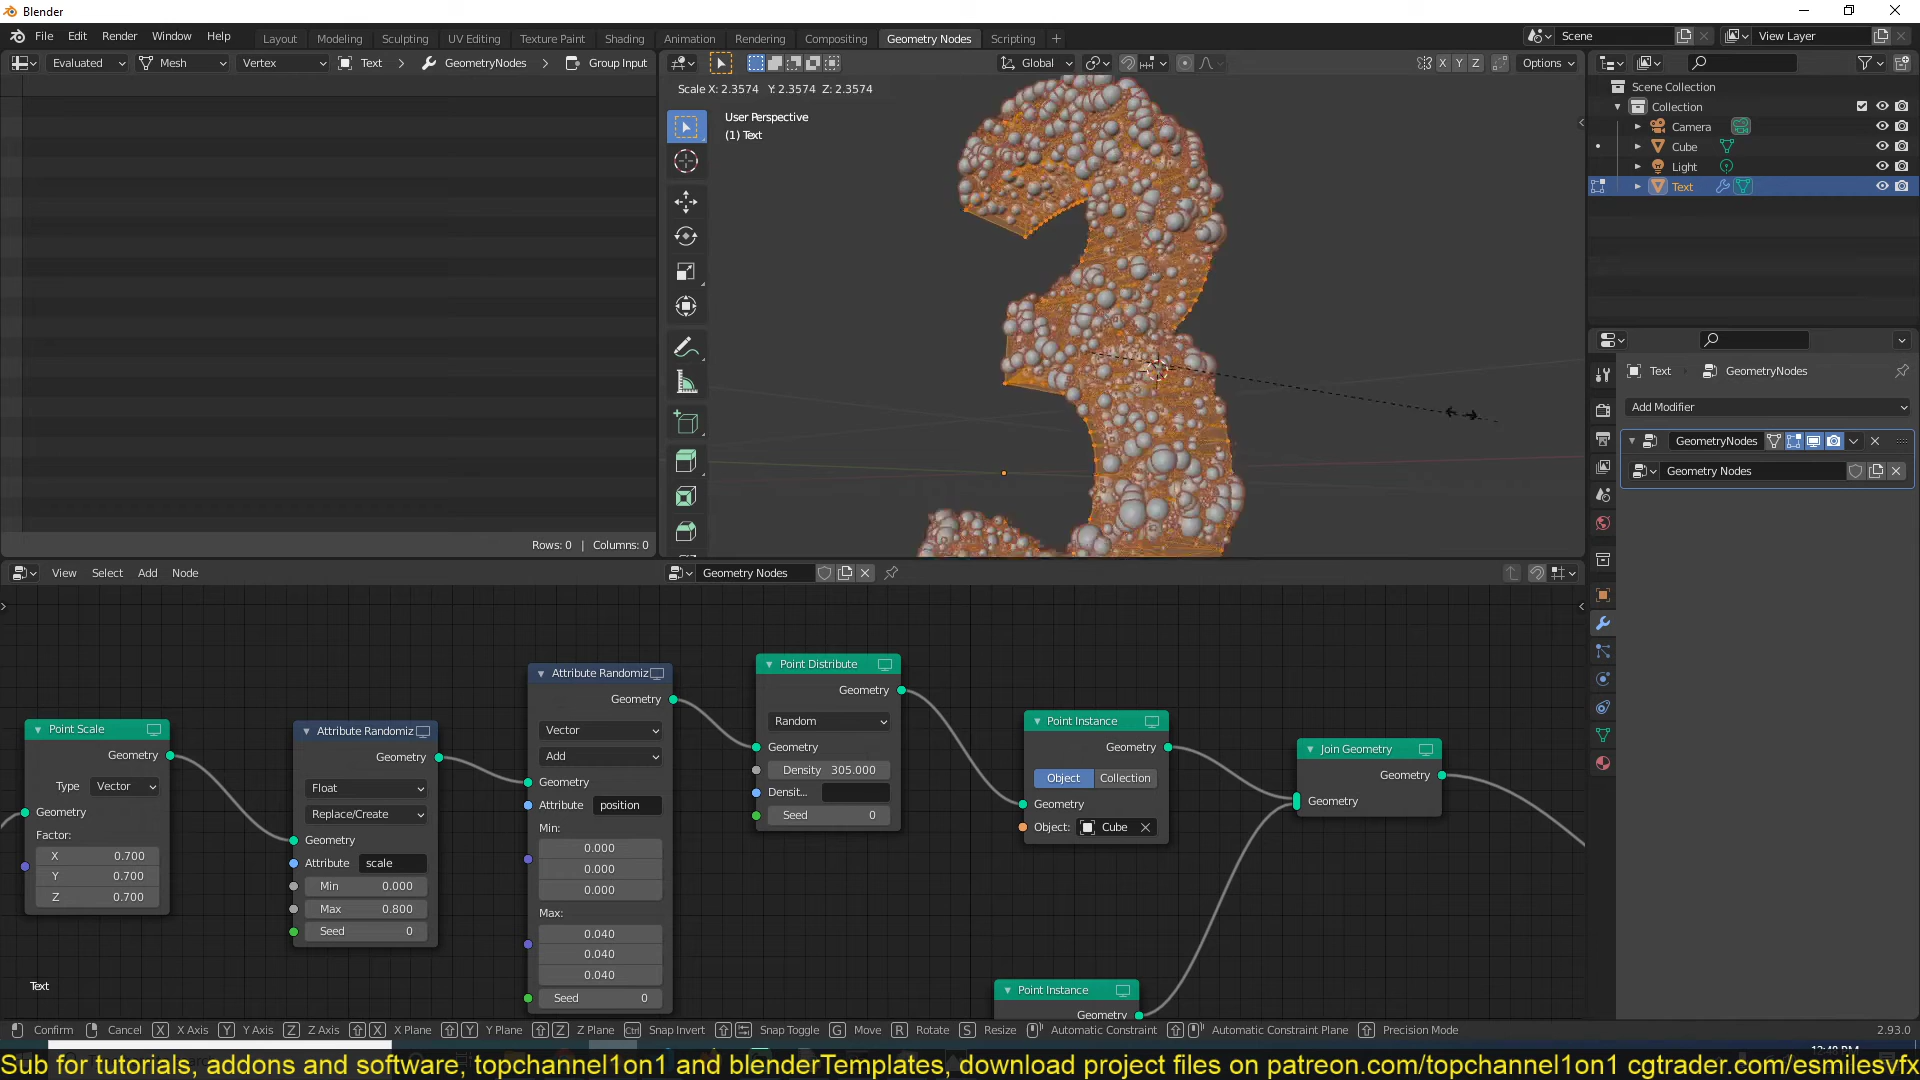 Blender
File Edit Render Window Help
Layout Modeling Sculpting UV Editing Texture Paint Shading Animation Rendering Compositing Geometry Nodes Scripting +
Scene
View Layer
Evaluated Mesh Vertex Text > GeometryNodes > Group Input
Global X Y Z Options
Scale X: 2.3574 Y: 2.3574 Z: 2.3574
User Perspective
(1) Text
Scene Collection
Collection
Camera
Cube
Light
Text
Text > GeometryNodes
Add Modifier
GeometryNodes
Geometry Nodes
Rows: 0 | Columns: 0
View Select Add Node
Geometry Nodes
Point Scale
Geometry
Type Vector
Geometry
Factor:
X 0.700
Y 0.700
Z 0.700
Attribute Randomiz
Geometry
Float
Replace/Create
Geometry
Attribute scale
Min 0.000
Max 0.800
Seed 0
Attribute Randomiz
Geometry
Vector
Add
Geometry
Attribute position
Min:
0.000
0.000
0.000
Max:
0.040
0.040
0.040
Seed 0
Point Distribute
Geometry
Random
Geometry
Density 305.000
Densit...
Seed 0
Point Instance
Geometry
Object Collection
Geometry
Object: Cube
Join Geometry
Geometry
Geometry
Point Instance
Geometry
Text
Confirm Cancel X X Axis Y Y Axis Z Z Axis X X Plane Y Y Plane Z Z Plane Ctrl Snap Invert Snap Toggle G Move R Rotate S Resize Automatic Constraint Automatic Constraint Plane Precision Mode 2.93.0
Sub for tutorials, addons and software, topchannel1on1 and blenderTemplates, download project files on patreon.com/topchannel1on1 cgtrader.com/esmilesvfx